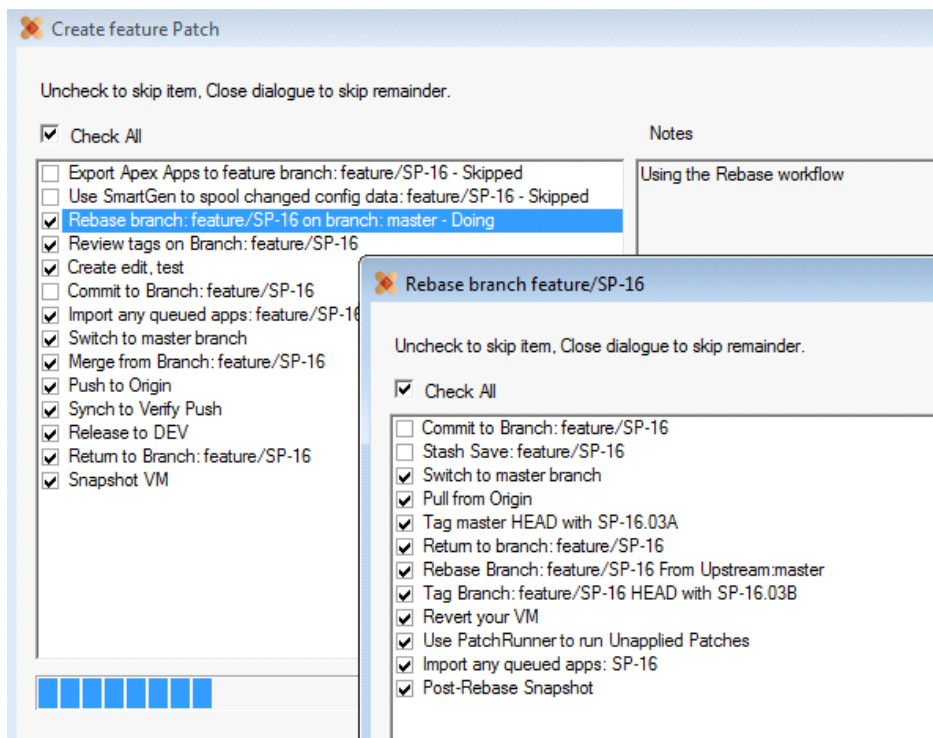 Create feature Patch
Uncheck to skip item, Close dialogue to skip remainder.
Check All
Notes
Export Apex Apps to feature branch: feature/SP-16 - Skipped
Use SmartGen to spool changed config data: feature/SP-16 - Skipped
Rebase branch: feature/SP-16 on branch: master - Doing
Review tags on Branch: feature/SP-16
Create edit, test
Commit to Branch: feature/SP-16
Import any queued apps: feature/SP-16
Switch to master branch
Merge from Branch: feature/SP-16
Push to Origin
Synch to Verify Push
Release to DEV
Return to Branch: feature/SP-16
Snapshot VM
Using the Rebase workflow
Rebase branch feature/SP-16
Uncheck to skip item, Close dialogue to skip remainder.
Check All
Commit to Branch: feature/SP-16
Stash Save: feature/SP-16
Switch to master branch
Pull from Origin
Tag master HEAD with SP-16.03A
Return to branch: feature/SP-16
Rebase Branch: feature/SP-16 From Upstream:master
Tag Branch: feature/SP-16 HEAD with SP-16.03B
Revert your VM
Use PatchRunner to run Unapplied Patches
Import any queued apps: SP-16
Post-Rebase Snapshot